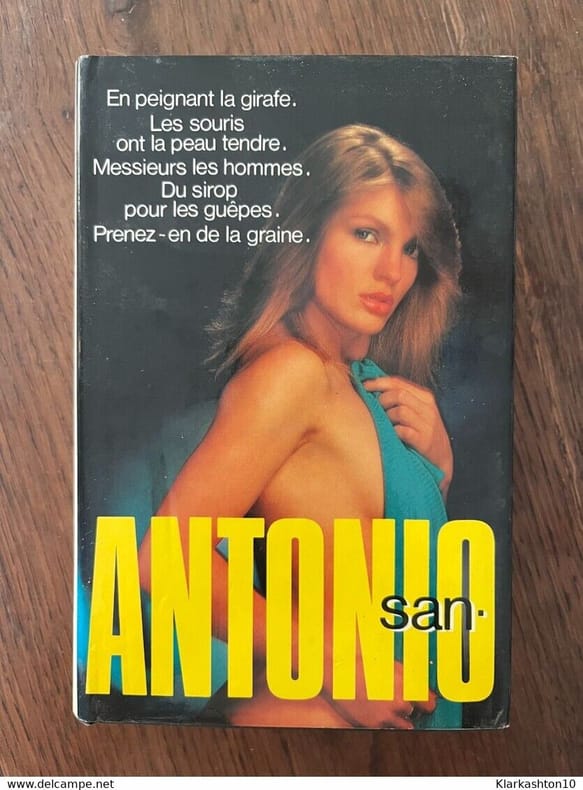 En peignant la girafe.
Les souris
ont la peau tendre.
Messieurs les hommes.
Du sirop
pour les guêpes.
Prenez-en de la graine.
ANTONIO
san-
www.delcampe.net
Klarkashton10